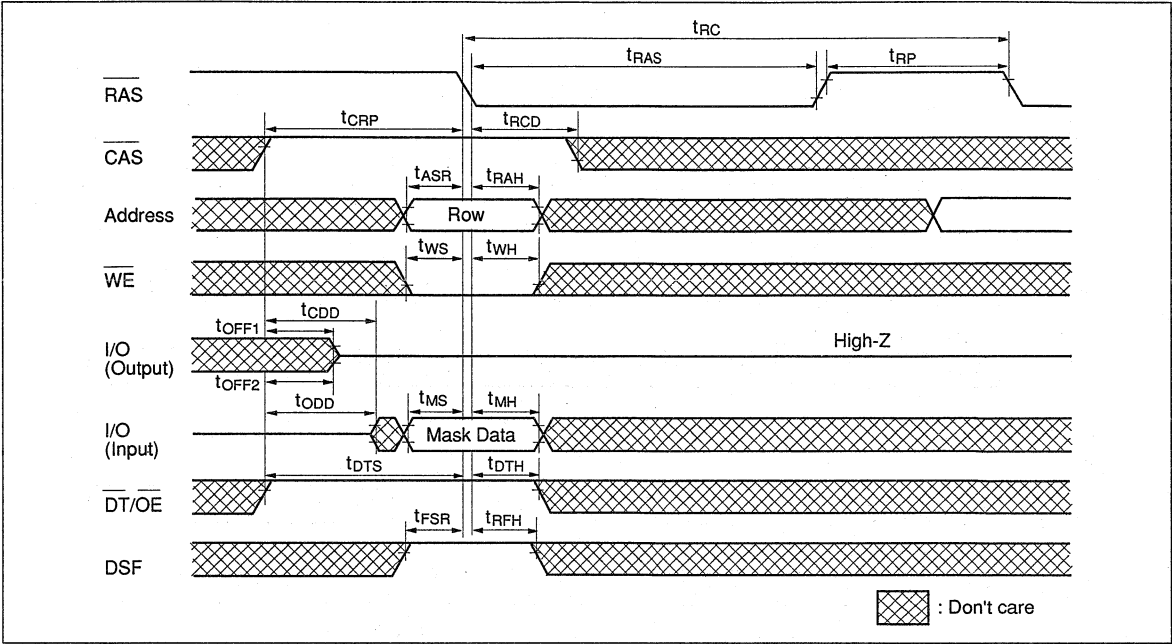 tRC
tRAS
tRP
RAS
tCRP
tRCD
CAS
tASR
tRAH
Address
Row
tWS
tWH
WE
tCDD
tOFF1
High-Z
I/O
(Output)
tOFF2
tODD
tMS
tMH
I/O
(Input)
Mask Data
tDTS
tDTH
DT/OE
tFSR
tRFH
DSF
: Don't care